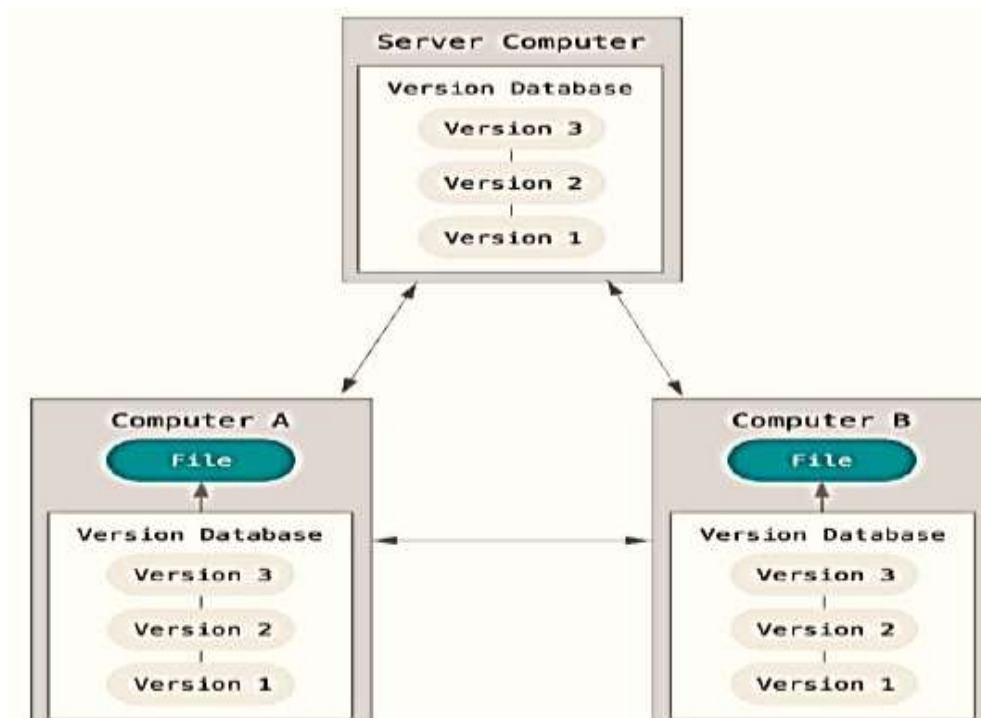 Server Computer
Version Database
Version 3
Version 2
Version 1
Computer A
File
Version Database
Version 3
Version 2
Version 1
Computer B
File
Version Database
Version 3
Version 2
Version 1